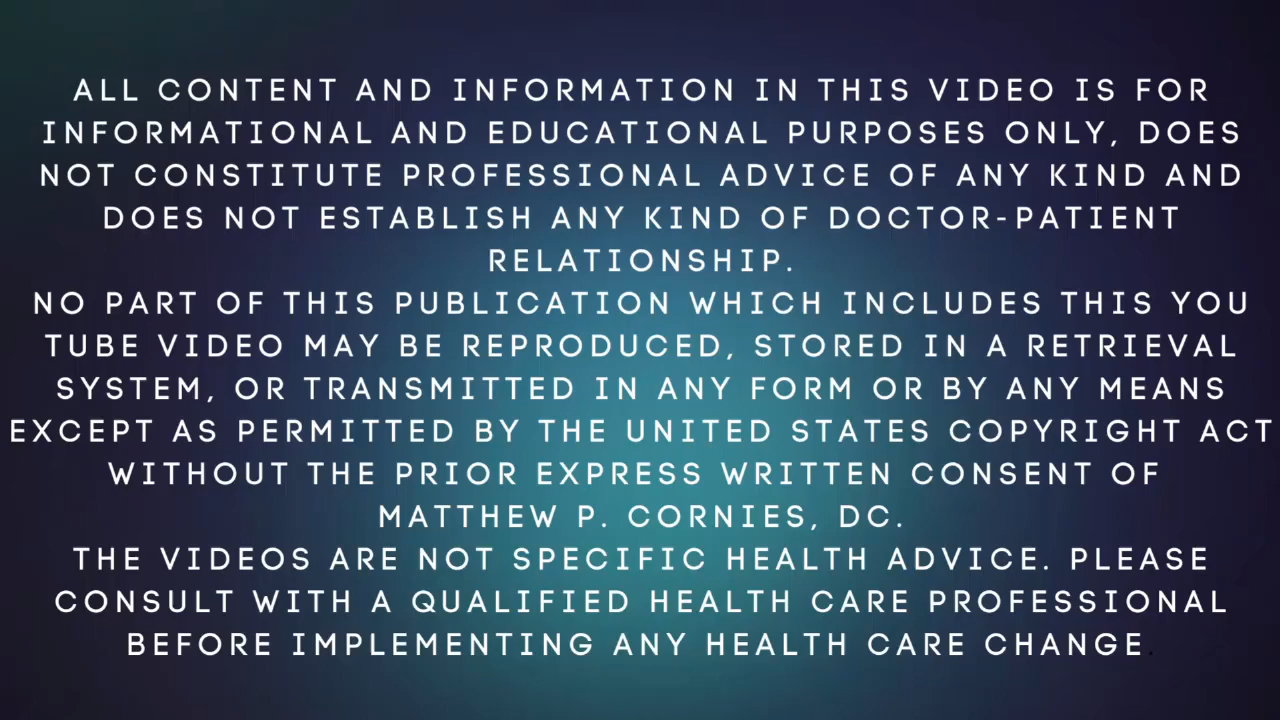 ALL CONTENT AND INFORMATION IN THIS VIDEO IS FOR
INFORMATIONAL AND EDUCATIONAL PURPOSES ONLY, DOES
NOT CONSTITUTE PROFESSIONAL ADVICE OF ANY KIND AND
DOES NOT ESTABLISH ANY KIND OF DOCTOR-PATIENT
RELATIONSHIP.
NO PART OF THIS PUBLICATION WHICH INCLUDES THIS YOU
TUBE VIDEO MAY BE REPRODUCED, STORED IN A RETRIEVAL
SYSTEM, OR TRANSMITTED IN ANY FORM OR BY ANY MEANS
EXCEPT AS PERMITTED BY THE UNITED STATES COPYRIGHT ACT
WITHOUT THE PRIOR EXPRESS WRITTEN CONSENT OF
MATTHEW P. CORNIES, DC.
THE VIDEOS ARE NOT SPECIFIC HEALTH ADVICE. PLEASE
CONSULT WITH A QUALIFIED HEALTH CARE PROFESSIONAL
BEFORE IMPLEMENTING ANY HEALTH CARE CHANGE.